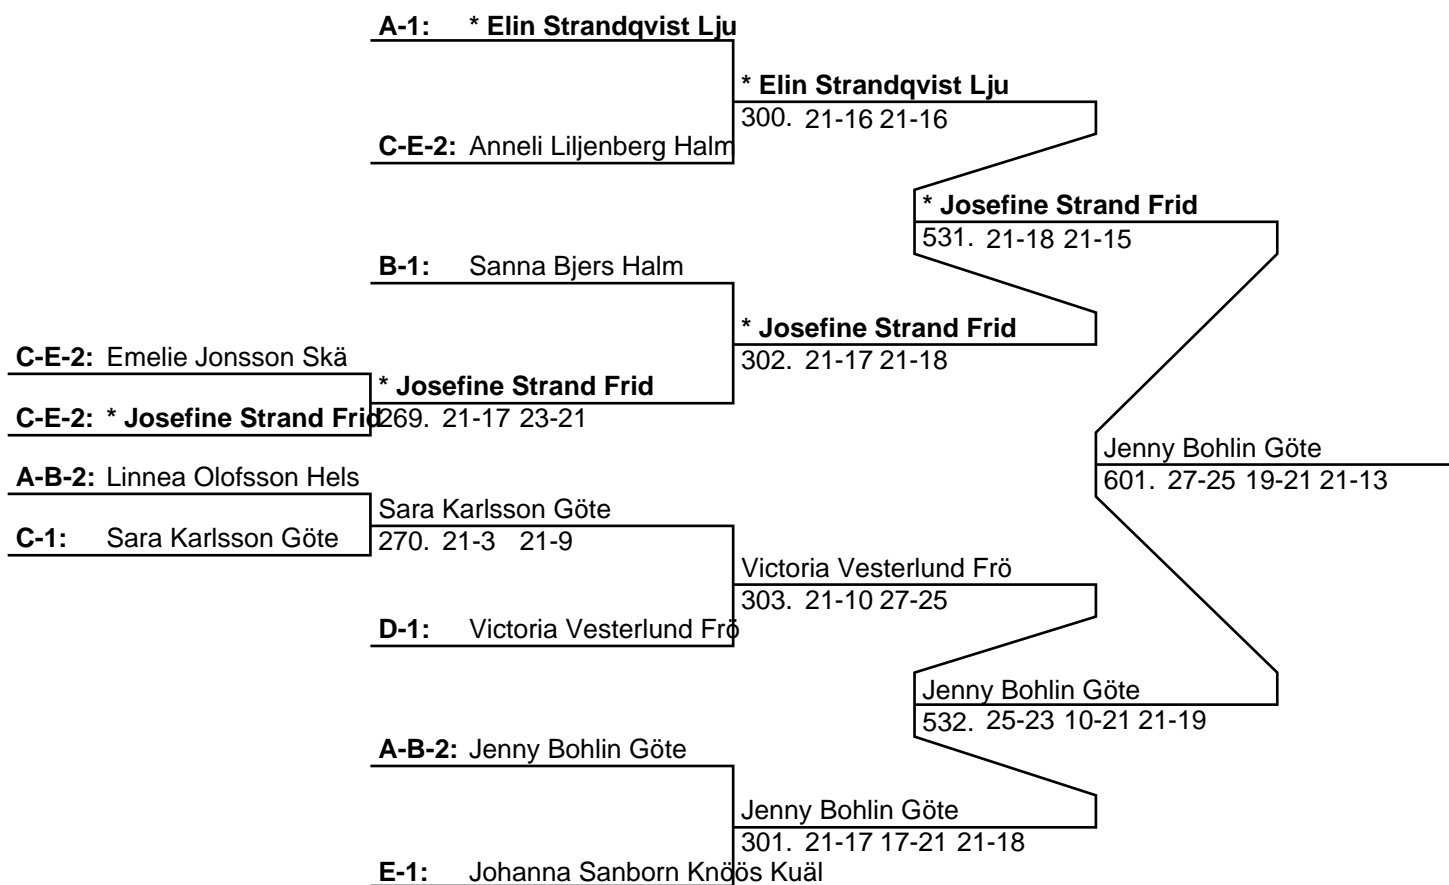 A-1: * Elin Strandqvist Lju
* Elin Strandqvist Lju
300. 21-16 21-16
C-E-2: Anneli Liljenberg Halm
* Josefine Strand Frid
531. 21-18 21-15
B-1: Sanna Bjers Halm
* Josefine Strand Frid
302. 21-17 21-18
C-E-2: Emelie Jonsson Skä
* Josefine Strand Frid
269. 21-17 23-21
C-E-2: * Josefine Strand Frid
Jenny Bohlin Göte
601. 27-25 19-21 21-13
A-B-2: Linnea Olofsson Hels
Sara Karlsson Göte
270. 21-3 21-9
C-1: Sara Karlsson Göte
Victoria Vesterlund Frö
303. 21-10 27-25
D-1: Victoria Vesterlund Frö
Jenny Bohlin Göte
532. 25-23 10-21 21-19
A-B-2: Jenny Bohlin Göte
Jenny Bohlin Göte
301. 21-17 17-21 21-18
E-1: Johanna Sanborn Knöös Kuäl